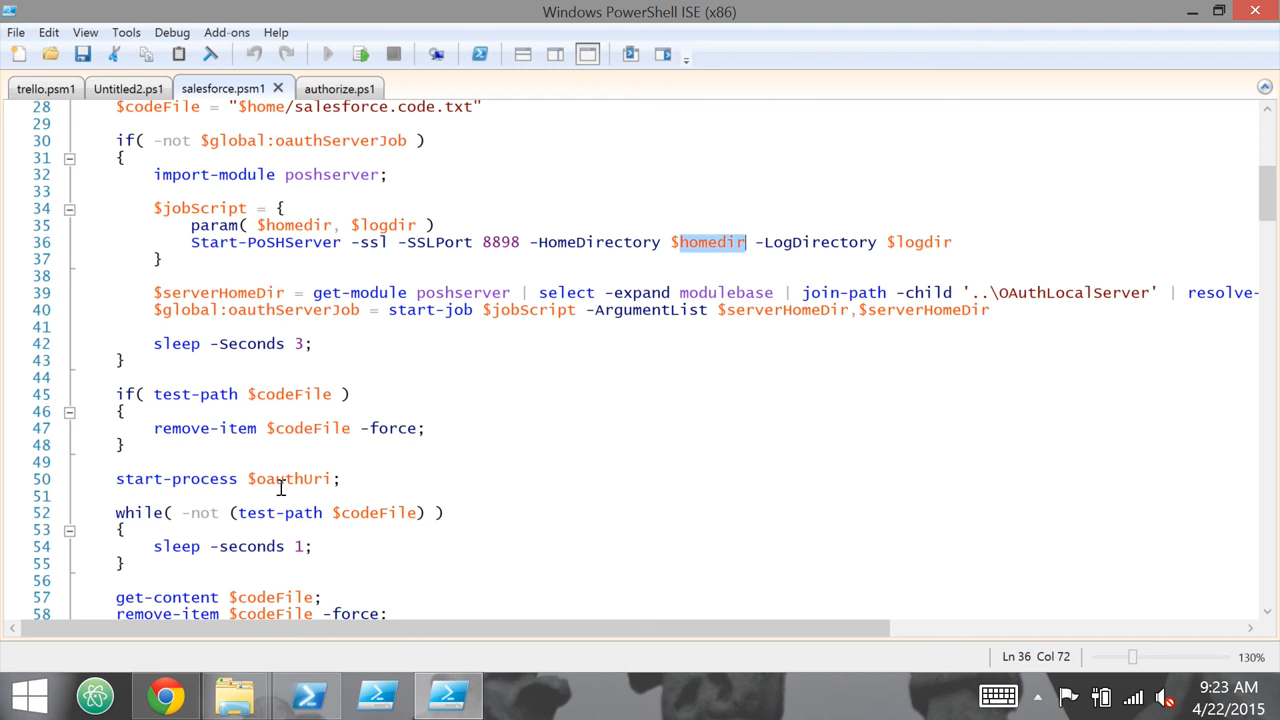 Windows PowerShell ISE (x86)
File Edit View Tools Debug Add-ons Help
trello.psm1 Untitled2.ps1 salesforce.psm1 authorize.ps1
28 $codeFile = "$home/salesforce.code.txt"
29
30 if( -not $global:oauthServerJob )
31 {
32 import-module poshserver;
33
34 $jobScript = {
35 param( $homedir, $logdir )
36 Start-PoSHServer -ssl -SSLPort 8898 -HomeDirectory $homedir -LogDirectory $logdir
37 }
38
39 $serverHomeDir = get-module poshserver | select -expand modulebase | join-path -child '..\OAuthLocalServer' | resolve-
40 $global:oauthServerJob = start-job $jobScript -ArgumentList $serverHomeDir,$serverHomeDir
41
42 sleep -Seconds 3;
43 }
44
45 if( test-path $codeFile )
46 {
47 remove-item $codeFile -force;
48 }
49
50 start-process $oauthUri;
51
52 while( -not (test-path $codeFile) )
53 {
54 sleep -seconds 1;
55 }
56
57 get-content $codeFile;
58 remove-item $codeFile -force;
Ln 36 Col 72 130%
9:23 AM
4/22/2015